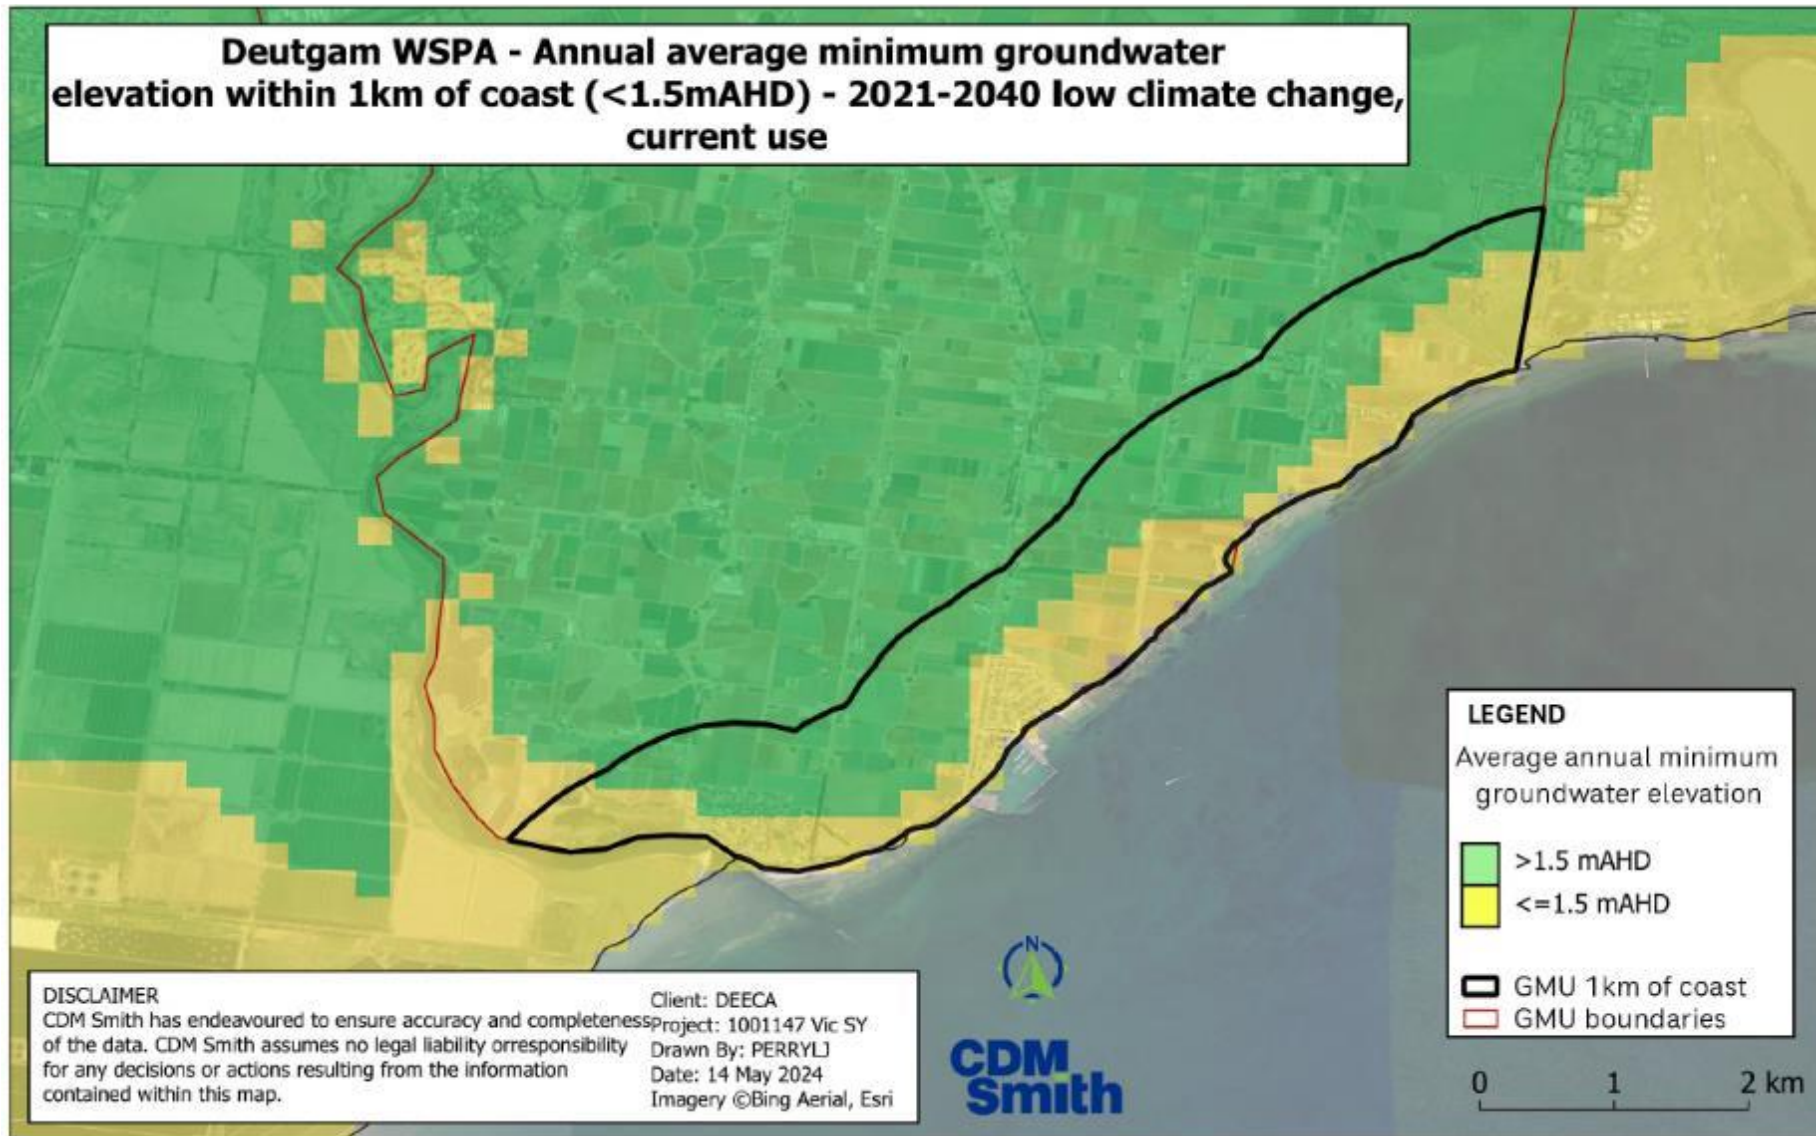 Deutgam WSPA - Annual average minimum groundwater
elevation within 1km of coast (<1.5mAHD) - 2021-2040 low climate change,
current use
LEGEND
Average annual minimum
groundwater elevation
>1.5 mAHD
<=1.5 mAHD
GMU 1km of coast
GMU boundaries
0 1 2 km
N
CDM
Smith
DISCLAIMER
CDM Smith has endeavoured to ensure accuracy and completeness
of the data. CDM Smith assumes no legal liability orresponsibility
for any decisions or actions resulting from the information
contained within this map.
Client: DEECA
Project: 1001147 Vic SY
Drawn By: PERRYLJ
Date: 14 May 2024
Imagery ©Bing Aerial, Esri